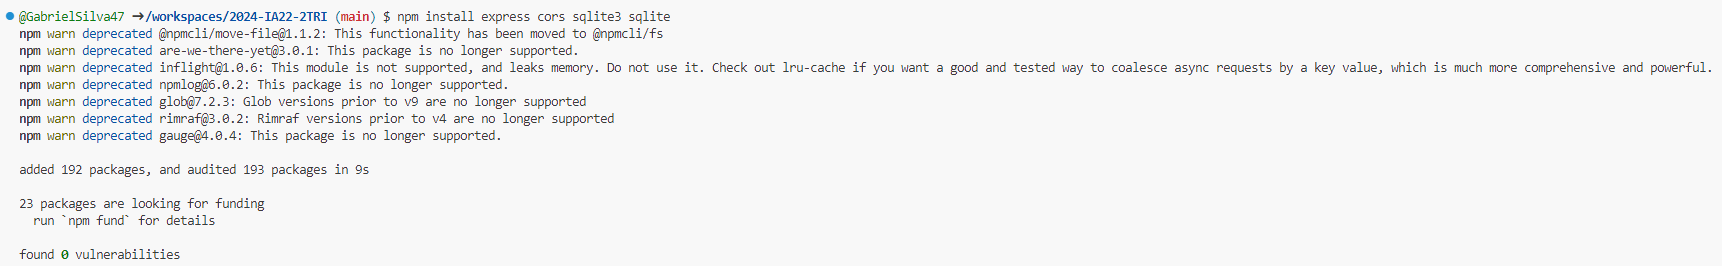 @GabrielSilva47 →/workspaces/2024-IA22-2TRI (main) $ npm install express cors sqlite3 sqlite
npm warn deprecated @npmcli/move-file@1.1.2: This functionality has been moved to @npmcli/fs
npm warn deprecated are-we-there-yet@3.0.1: This package is no longer supported.
npm warn deprecated inflight@1.0.6: This module is not supported, and leaks memory. Do not use it. Check out lru-cache if you want a good and tested way to coalesce async requests by a key value, which is much more comprehensive and powerful.
npm warn deprecated npmlog@6.0.2: This package is no longer supported.
npm warn deprecated glob@7.2.3: Glob versions prior to v9 are no longer supported
npm warn deprecated rimraf@3.0.2: Rimraf versions prior to v4 are no longer supported
npm warn deprecated gauge@4.0.4: This package is no longer supported.
added 192 packages, and audited 193 packages in 9s
23 packages are looking for funding
run `npm fund` for details
found 0 vulnerabilities